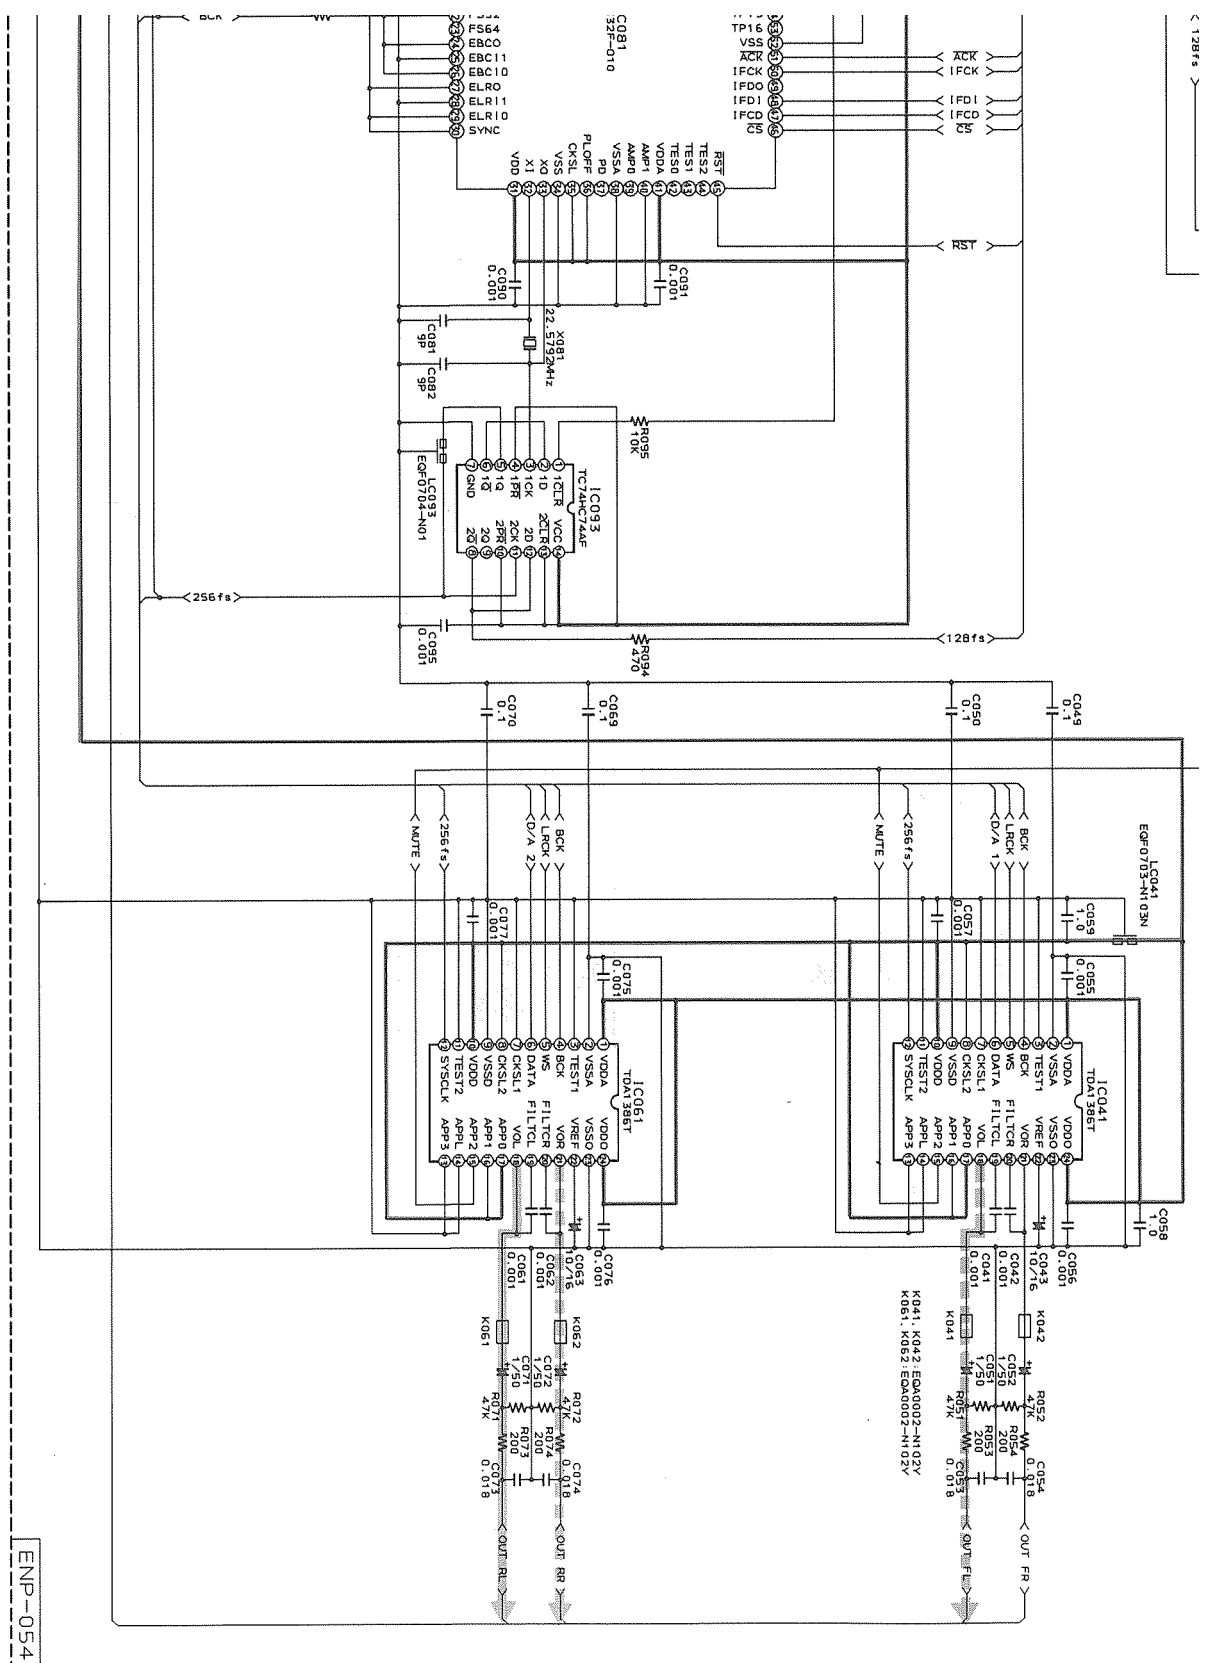 BCK
FS64
EBCO
EBCI1
EBCIO
ELRO
ELRI1
ELRIO
SYNC
C081
32F-010
TP16
VSS
ACK
IFCK
IFDO
IFDI
IFCD
CS
ACK
IFCK
IFDI
IFCD
CS
RST
128fs
VDD
XI
XO
VSS
CKSL
PLOFF
PD
VSSA
AMPO
AMPI
VDDA
TES0
TES1
TES2
RST
C090
0.001
C091
0.001
C081
9P
C082
9P
X081
22.5792MHz
R095
10K
LC093
EQF0704-N01
IC093
TC74HC74AF
1CLR
1D
1CK
1PR
1Q
1Q
GND
VCC
2CLR
2D
2CK
2PR
2Q
2Q
256fs
C095
0.001
R094
470
128fs
C070
0.1
C069
0.1
C050
0.1
C049
0.1
MUTE
256fs
D/A 2
LRCK
BCK
MUTE
256fs
D/A 1
LRCK
BCK
LC041
EQF0703-N103N
C077
0.001
C075
0.001
C057
0.001
C059
1.0
C055
0.001
IC061
TDA1386T
VDDA
VSSA
TEST1
BCK
WS
DATA
CKSL1
CKSL2
VSSD
VDDD
TEST2
SYSCLK
VDDO
VSSO
VREF
VOR
FILTCR
FILTCL
VOL
APP0
APP1
APP2
APPL
APP3
IC041
TDA1386T
VDDA
VSSA
TEST1
BCK
WS
DATA
CKSL1
CKSL2
VSSD
VDDD
TEST2
SYSCLK
VDDO
VSSO
VREF
VOR
FILTCR
FILTCL
VOL
APP0
APP1
APP2
APPL
APP3
C058
1.0
C076
0.001
C063
10/16
C062
0.001
C061
0.001
C056
0.001
C043
10/16
C042
0.001
C041
0.001
K061
K062
K041
K042
K041, K042:EQA0002-N102Y
K061, K062:EQA0002-N102Y
C072
1/50
C071
1/50
C052
1/50
C051
1/50
R072
47K
R071
47K
R052
47K
R051
47K
R074
200
R073
200
R054
200
R053
200
C074
0.018
C073
0.018
C054
0.018
C053
0.018
OUT RL
OUT RR
OUT FL
OUT FR
ENP-054